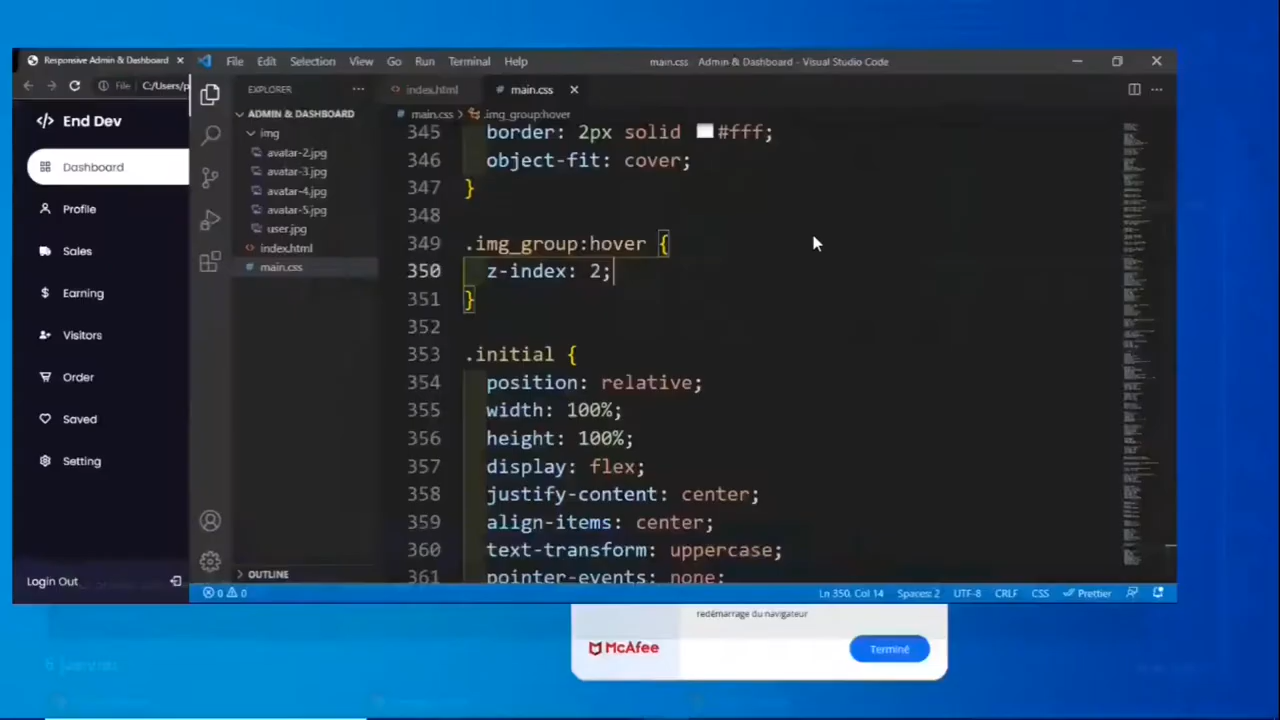 Responsive Admin & Dashboard
File Edit Selection View Go Run Terminal Help
main.css Admin & Dashboard - Visual Studio Code
File C:/Users/p
</> End Dev
Dashboard
Profile
Sales
Earning
Visitors
Order
Saved
Setting
Login Out
EXPLORER
ADMIN & DASHBOARD
img
avatar-2.jpg
avatar-3.jpg
avatar-4.jpg
avatar-5.jpg
user.jpg
index.html
main.css
OUTLINE
index.html main.css
main.css .img_group:hover
345 border: 2px solid #fff;
346 object-fit: cover;
347 }
348
349 .img_group:hover {
350 z-index: 2;
351 }
352
353 .initial {
354 position: relative;
355 width: 100%;
356 height: 100%;
357 display: flex;
358 justify-content: center;
359 align-items: center;
360 text-transform: uppercase;
361 pointer-events: none;
0 0 Ln 350, Col 14 Spaces: 2 UTF-8 CRLF CSS Prettier
redémarrage du navigateur
McAfee
Terminé